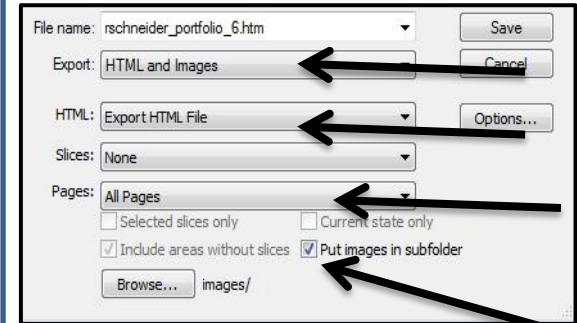 File name: rschneider_portfolio_6.htm Save
Export: HTML and Images Cancel
HTML: Export HTML File Options...
Slices: None
Pages: All Pages
Selected slices only Current state only
Include areas without slices Put images in subfolder
Browse... images/